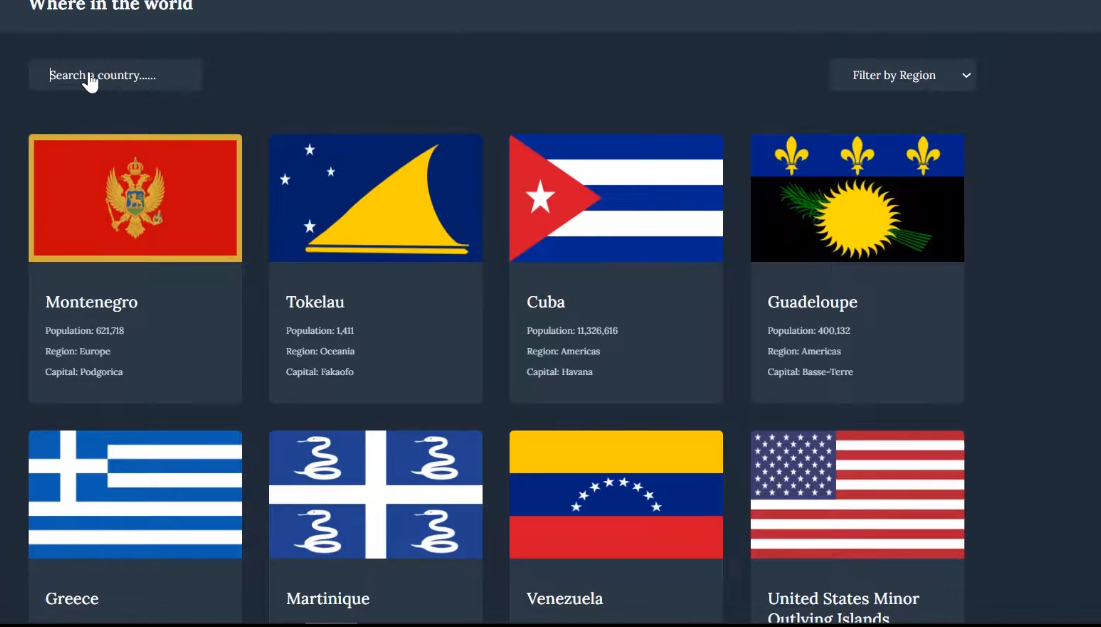 Where in the world
Search a country......
Filter by Region
Montenegro
Population: 621,718
Region: Europe
Capital: Podgorica
Tokelau
Population: 1,411
Region: Oceania
Capital: Fakaofo
Cuba
Population: 11,326,616
Region: Americas
Capital: Havana
Guadeloupe
Population: 400,132
Region: Americas
Capital: Basse-Terre
Greece
Martinique
Venezuela
United States Minor
Outlying Islands